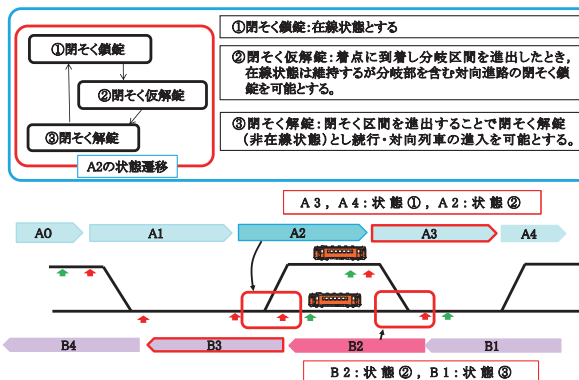 ①閉そく鎖錠
②閉そく仮解錠
③閉そく解錠
A2の状態遷移
①閉そく鎖錠:在線状態とする
②閉そく仮解錠:着点に到着し分岐区間を進出したとき,
在線状態は維持するが分岐部を含む対向進路の閉そく鎖
錠を可能とする。
③閉そく解錠:閉そく区間を進出することで閉そく解錠
(非在線状態)とし続行・対向列車の進入を可能とする。
A3,A4:状態①,A2:状態②
A0
A1
A2
A3
A4
B4
B3
B2
B1
B2:状態②,B1:状態③